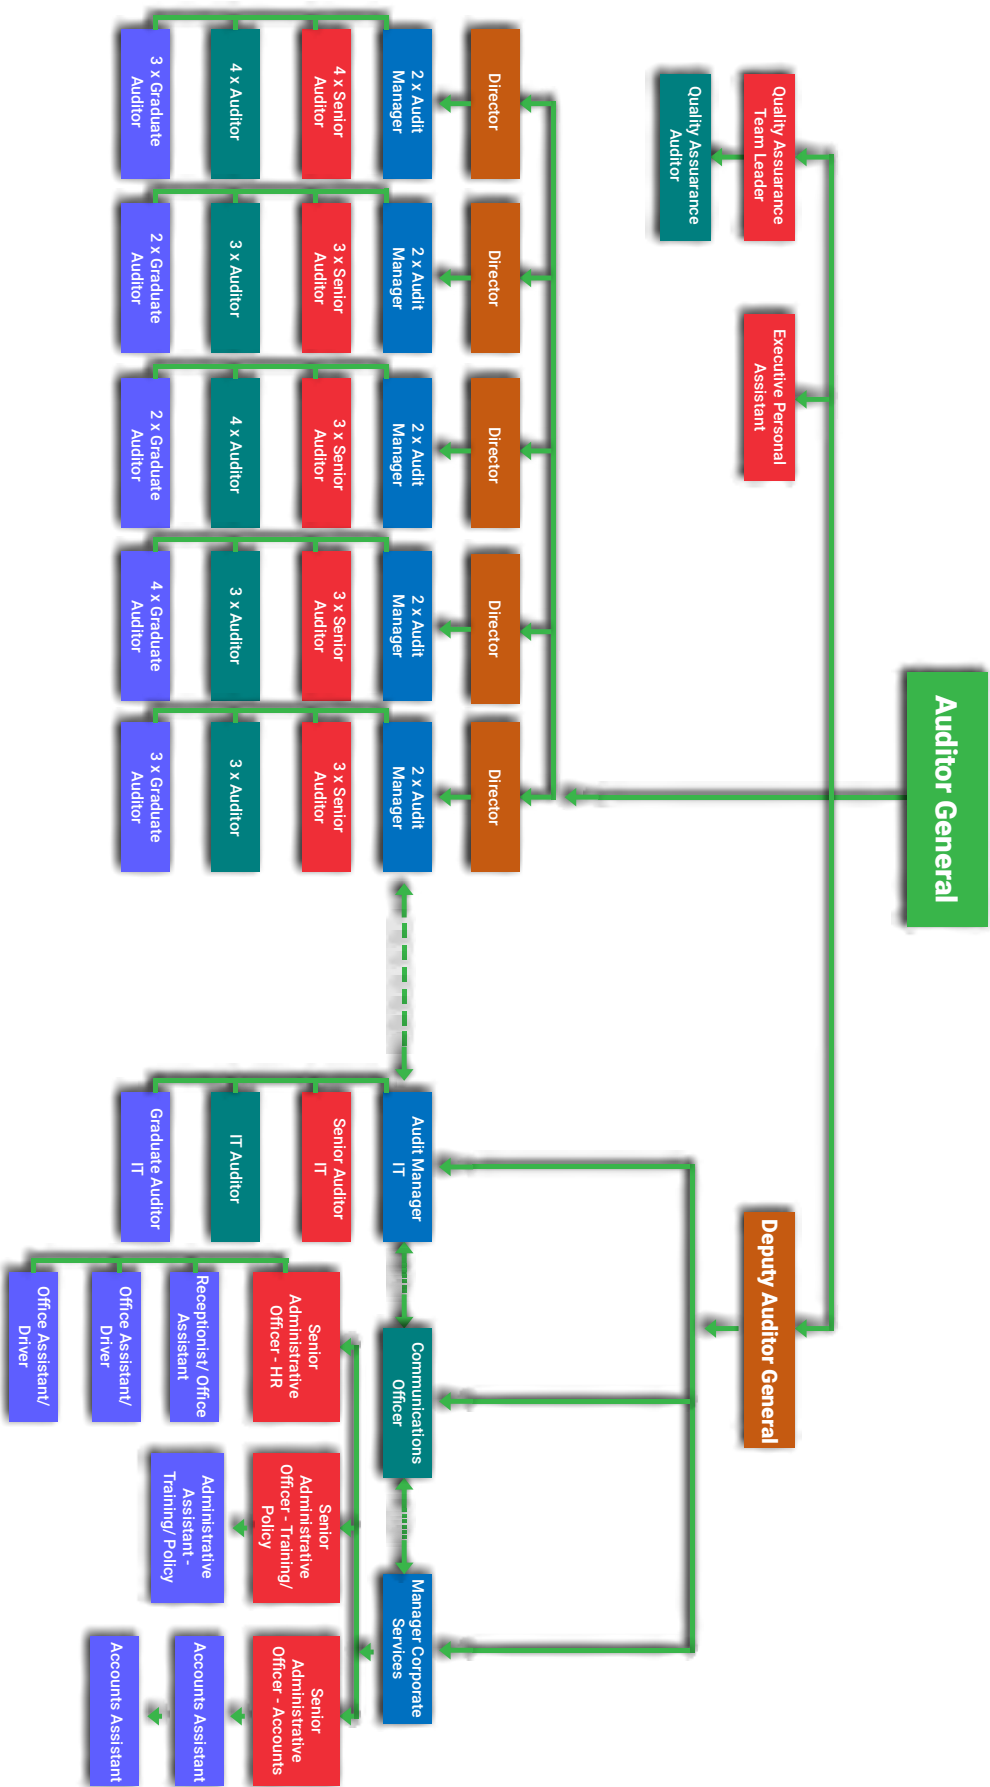 Auditor General
Quality Assurance
Team Leader
Executive Personal
Assistant
Deputy Auditor General
Quality Assuarance
Auditor
Director
Director
Director
Director
Director
2 x Audit
Manager
2 x Audit
Manager
2 x Audit
Manager
2 x Audit
Manager
2 x Audit
Manager
Audit Manager
IT
Communications
Officer
Manager Corporate
Services
4 x Senior
Auditor
3 x Senior
Auditor
3 x Senior
Auditor
3 x Senior
Auditor
3 x Senior
Auditor
Senior Auditor
IT
Senior
Administrative
Officer - HR
Senior
Administrative
Officer - Training/
Policy
Senior
Administrative
Officer - Accounts
4 x Auditor
3 x Auditor
4 x Auditor
3 x Auditor
3 x Auditor
IT Auditor
Receptionist/ Office
Assistant
Administrative
Assistant -
Training/ Policy
Accounts Assistant
3 x Graduate
Auditor
2 x Graduate
Auditor
2 x Graduate
Auditor
4 x Graduate
Auditor
3 x Graduate
Auditor
Graduate Auditor
IT
Office Assistant/
Driver
Accounts Assistant
Office Assistant/
Driver